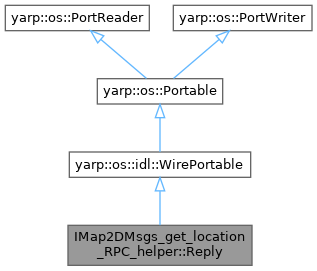 yarp::os::PortReader
yarp::os::PortWriter
yarp::os::Portable
yarp::os::idl::WirePortable
IMap2DMsgs_get_location
_RPC_helper::Reply